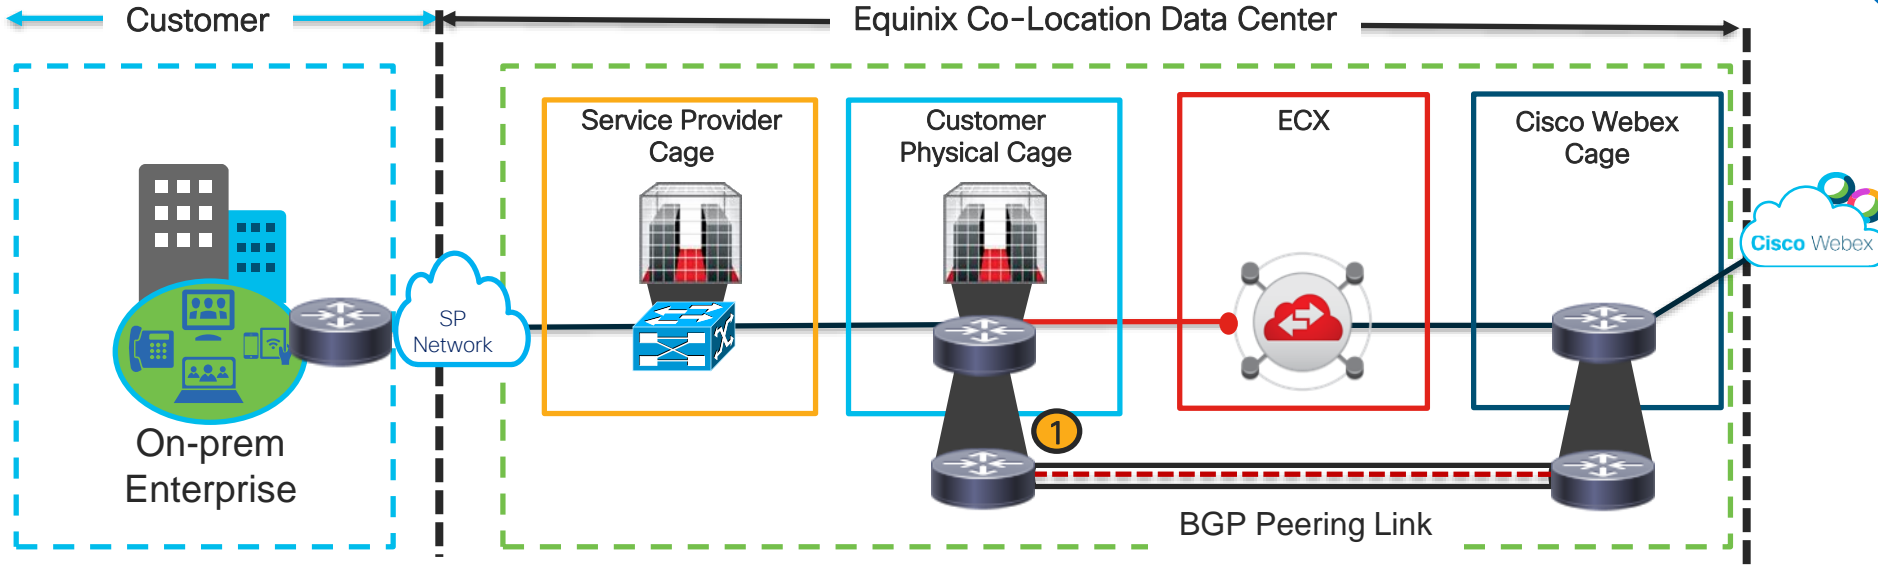 Customer
Equinix Co-Location Data Center
Service Provider
Cage
Customer
Physical Cage
ECX
Cisco Webex
Cage
Cisco Webex
SP
Network
1
On-prem
Enterprise
BGP Peering Link